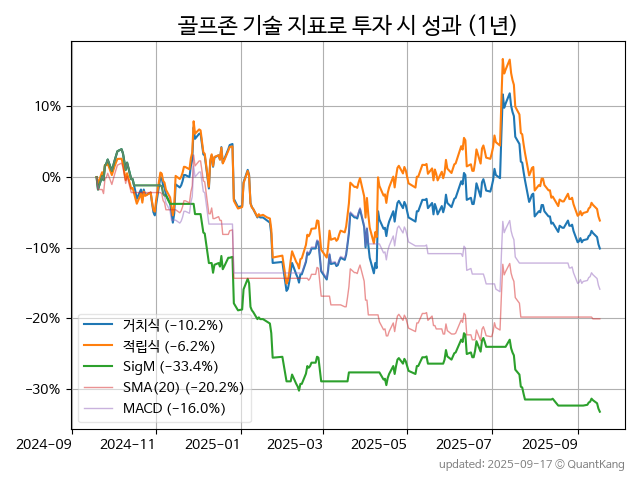 골프존 기술 지표로 투자 시 성과 (1년)
10%
0%
−10%
−20%
−30%
거치식 (−10.2%)
적립식 (−6.2%)
SigM (−33.4%)
SMA(20) (−20.2%)
MACD (−16.0%)
2024-09
2024-11
2025-01
2025-03
2025-05
2025-07
2025-09
updated: 2025-09-17 © QuantKang